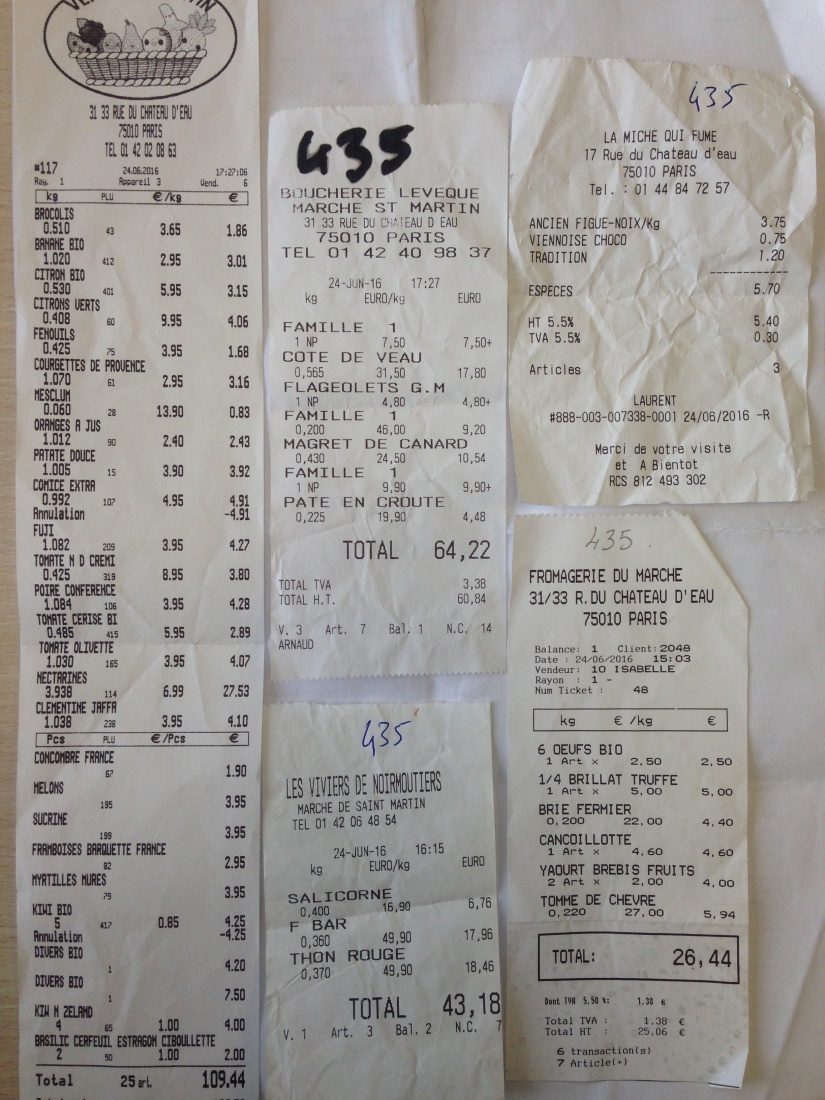 31 33 RUE DU CHATEAU D'EAU
75010 PARIS
TEL 01 42 02 08 63
#117 24.06.2016 17:27:06
Ray. 1 Appareil 3 Vend. 6
kg PLU €/kg €
BROCOLIS
0.510 43 3.65 1.86
BANANE BIO
1.020 412 2.95 3.01
CITRON BIO
0.530 401 5.95 3.15
CITRONS VERTS
0.408 60 9.95 4.06
FENOUILS
0.425 75 3.95 1.68
COURGETTES DE PROVENCE
1.070 61 2.95 3.16
MESCLUM
0.060 28 13.90 0.83
ORANGES A JUS
1.012 90 2.40 2.43
PATATE DOUCE
1.005 15 3.90 3.92
COMICE EXTRA
0.992 107 4.95 4.91
Annulation -4.91
FUJI
1.082 209 3.95 4.27
TOMATE N D CREMI
0.425 319 8.95 3.80
POIRE CONFERENCE
1.084 106 3.95 4.28
TOMATE CERISE BI
0.485 415 5.95 2.89
TOMATE OLIVETTE
1.030 165 3.95 4.07
NECTARINES
3.938 114 6.99 27.53
CLEMENTINE JAFFA
1.038 238 3.95 4.10
Pcs PLU €/Pcs €
CONCOMBRE FRANCE
67 1.90
MELONS
195 3.95
SUCRINE
199 3.95
FRAMBOISES BARQUETTE FRANCE
82 2.95
MYRTILLES MURES
79 3.95
KIWI BIO
5 417 0.85 4.25
Annulation -4.25
DIVERS BIO
1 4.20
DIVERS BIO
1 7.50
KIW N ZELAND
4 65 1.00 4.00
BASILIC CERFEUIL ESTRAGON CIBOULLETTE
2 50 1.00 2.00
Total 25 art. 109.44
435
BOUCHERIE LEVEQUE
MARCHE ST MARTIN
31 33 RUE DU CHATEAU D EAU
75010 PARIS
TEL 01 42 40 98 37
24-JUN-16 17:27
kg EURO/kg EURO
FAMILLE 1
1 NP 7,50 7,50+
COTE DE VEAU
0,565 31,50 17,80
FLAGEOLETS G.M
1 NP 4,80 4,80+
FAMILLE 1
0,200 46,00 9,20
MAGRET DE CANARD
0,430 24,50 10,54
FAMILLE 1
1 NP 9,90 9,90+
PATE EN CROUTE
0,225 19,90 4,48
TOTAL 64,22
TOTAL TVA 3,38
TOTAL H.T. 60,84
V. 3 Art. 7 Bal. 1 N.C. 14
ARNAUD
435
LES VIVIERS DE NOIRMOUTIERS
MARCHE DE SAINT MARTIN
TEL 01 42 06 48 54
24-JUN-16 16:15
kg EURO/kg EURO
SALICORNE
0,400 16,90 6,76
F BAR
0,360 49,90 17,96
THON ROUGE
0,370 49,90 18,46
TOTAL 43,18
V. 1 Art. 3 Bal. 2 N.C. 7
435
LA MICHE QUI FUME
17 Rue du Chateau d'eau
75010 PARIS
Tel. : 01 44 84 72 57
ANCIEN FIGUE-NOIX/Kg 3.75
VIENNOISE CHOCO 0.75
TRADITION 1.20
ESPECES 5.70
HT 5.5% 5.40
TVA 5.5% 0.30
Articles 3
LAURENT
#888-003-007338-0001 24/06/2016 -R
Merci de votre visite
et A Bientot
RCS 812 493 302
435.
FROMAGERIE DU MARCHE
31/33 R.DU CHATEAU D'EAU
75010 PARIS
Balance: 1 Client: 2048
Date : 24/06/2016 15:03
Vendeur: 10 ISABELLE
Rayon : 1 -
Num Ticket : 48
kg €/kg €
6 OEUFS BIO
1 Art x 2,50 2,50
1/4 BRILLAT TRUFFE
1 Art x 5,00 5,00
BRIE FERMIER
0,200 22,00 4,40
CANCOILLOTTE
1 Art x 4,60 4,60
YAOURT BREBIS FRUITS
2 Art x 2,00 4,00
TOMME DE CHEVRE
0,220 27,00 5,94
TOTAL: 26,44
Dont TVA 5,50 %: 1.38 €
Total TVA : 1.38 €
Total HT : 25,06 €
6 transaction(s)
7 Article(+)